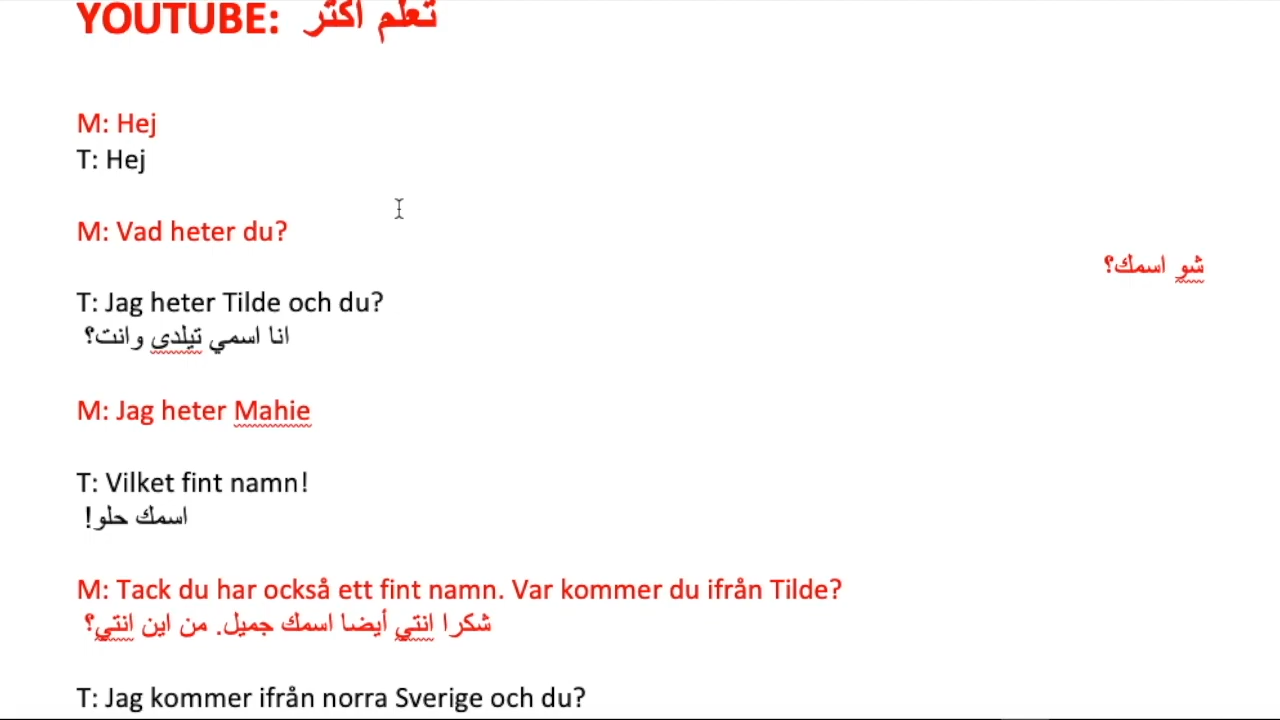 YOUTUBE: تعلم اكثر
M: Hej
T: Hej
M: Vad heter du?
شو اسمك؟
T: Jag heter Tilde och du?
انا اسمي تيلدى وانت؟
M: Jag heter Mahie
T: Vilket fint namn!
اسمك حلو!
M: Tack du har också ett fint namn. Var kommer du ifrån Tilde?
شكرا انتي أيضا اسمك جميل. من اين انتي؟
T: Jag kommer ifrån norra Sverige och du?